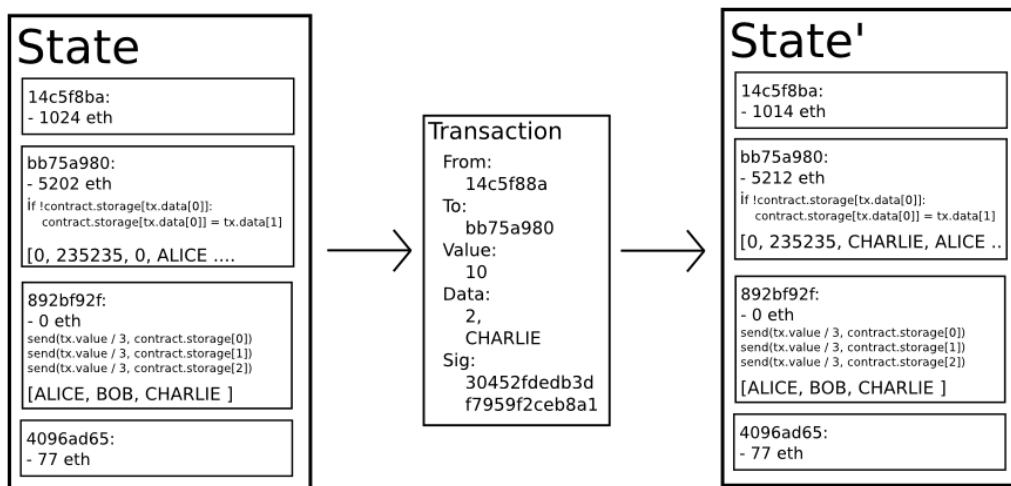 State
14c5f8ba:
- 1024 eth
bb75a980:
- 5202 eth
if !contract.storage[tx.data[0]]:
contract.storage[tx.data[0]] = tx.data[1]
[0, 235235, 0, ALICE ....
892bf92f:
- 0 eth
send(tx.value / 3, contract.storage[0])
send(tx.value / 3, contract.storage[1])
send(tx.value / 3, contract.storage[2])
[ALICE, BOB, CHARLIE ]
4096ad65:
- 77 eth
Transaction
From:
14c5f88a
To:
bb75a980
Value:
10
Data:
2,
CHARLIE
Sig:
30452fdedb3d
f7959f2ceb8a1
State'
14c5f8ba:
- 1014 eth
bb75a980:
- 5212 eth
if !contract.storage[tx.data[0]]:
contract.storage[tx.data[0]] = tx.data[1]
[0, 235235, CHARLIE, ALICE ..
892bf92f:
- 0 eth
send(tx.value / 3, contract.storage[0])
send(tx.value / 3, contract.storage[1])
send(tx.value / 3, contract.storage[2])
[ALICE, BOB, CHARLIE ]
4096ad65:
- 77 eth